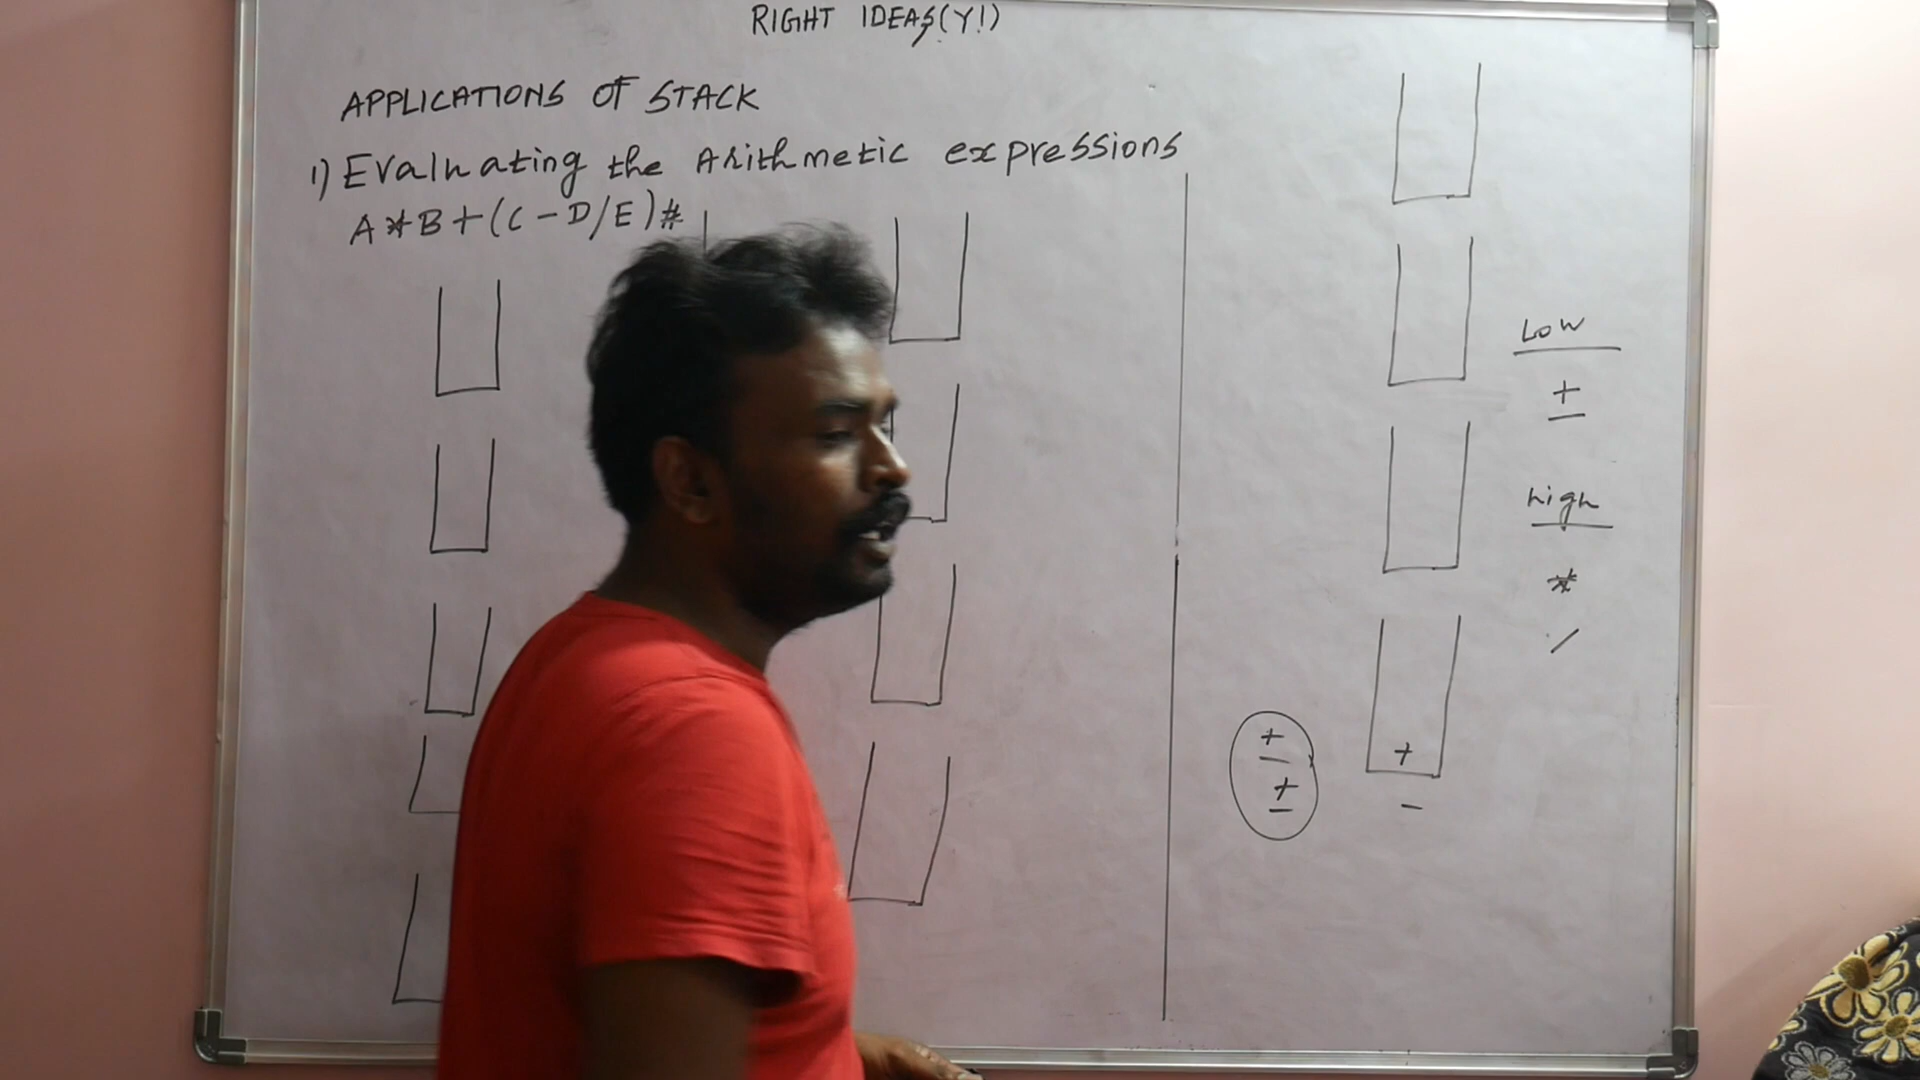 RIGHT IDEAS(Y!)
APPLICATIONS OF STACK
1) Evaluating the Arithmetic expressions
A*B+(C-D/E)#
Low
+
-
high
*
/
+
-
+
-
+
-